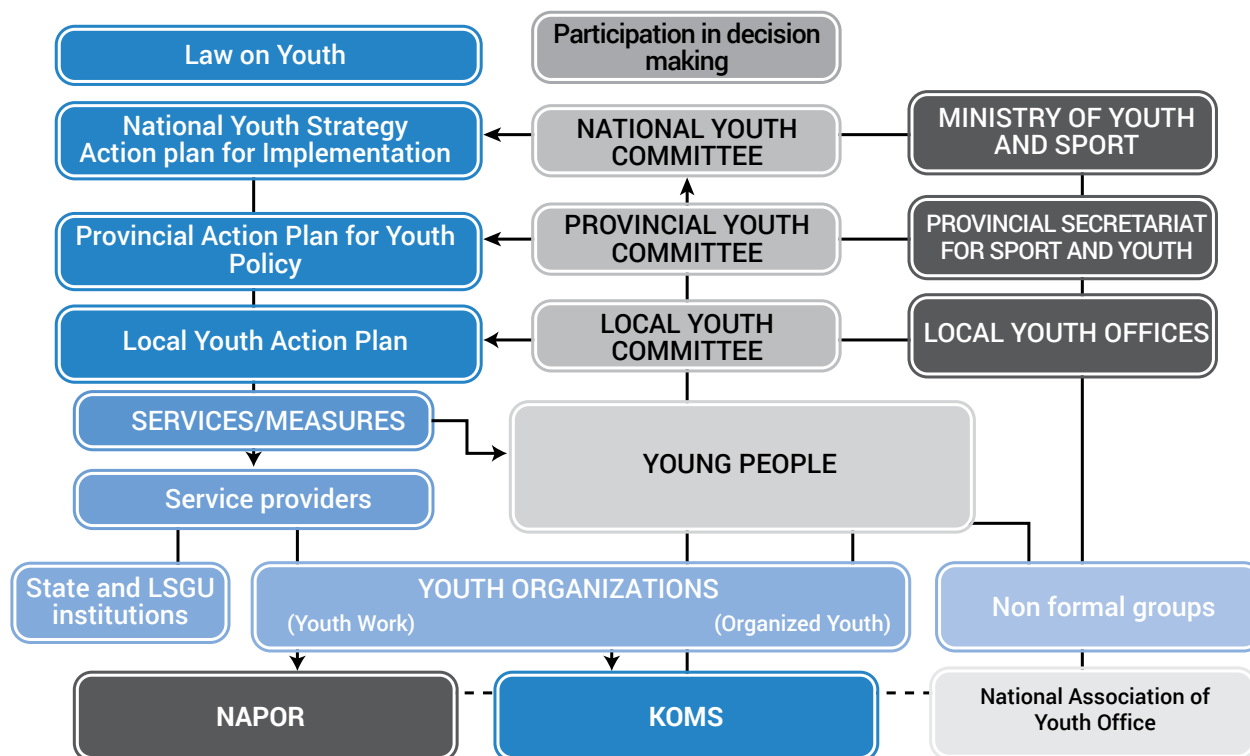 Law on Youth
Participation in decision
making
National Youth Strategy
Action plan for Implementation
NATIONAL YOUTH
COMMITTEE
MINISTRY OF YOUTH
AND SPORT
Provincial Action Plan for Youth
Policy
PROVINCIAL YOUTH
COMMITTEE
PROVINCIAL SECRETARIAT
FOR SPORT AND YOUTH
Local Youth Action Plan
LOCAL YOUTH
COMMITTEE
LOCAL YOUTH OFFICES
SERVICES/MEASURES
YOUNG PEOPLE
Service providers
State and LSGU
institutions
YOUTH ORGANIZATIONS
(Youth Work)
(Organized Youth)
Non formal groups
NAPOR
KOMS
National Association of
Youth Office